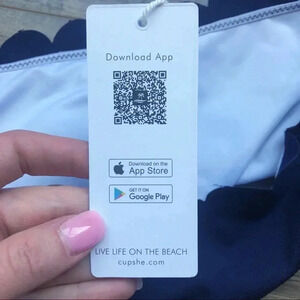 Download App
Download on the
App Store
GET IT ON
Google Play
LIVE LIFE ON THE BEACH
cupshe.com